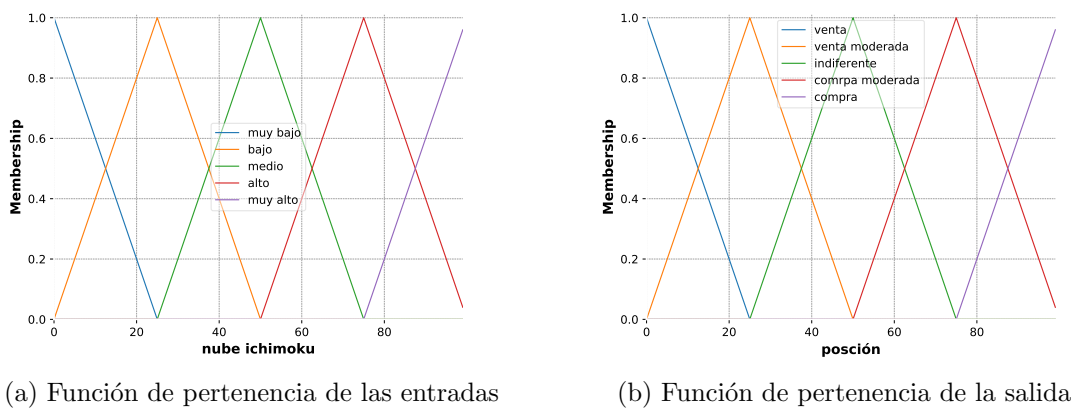 1.0
0.8
0.6
0.4
0.2
0.0
Membership
muy bajo
bajo
medio
alto
muy alto
0
20
40
60
80
nube ichimoku
(a) Función de pertenencia de las entradas
1.0
0.8
0.6
0.4
0.2
0.0
Membership
venta
venta moderada
indiferente
comrpa moderada
compra
0
20
40
60
80
posción
(b) Función de pertenencia de la salida